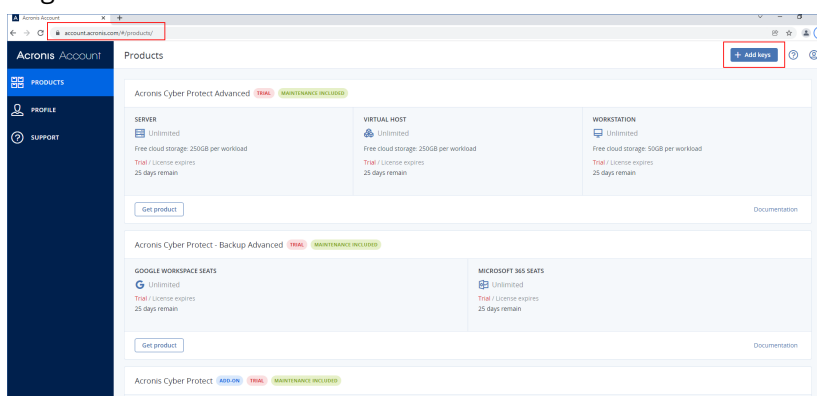 Acronis Account
account.acronis.com/#/products/
Acronis Account
Products
+ Add keys
PRODUCTS
PROFILE
SUPPORT
Acronis Cyber Protect Advanced TRIAL MAINTENANCE INCLUDED
SERVER
Unlimited
Free cloud storage: 250GB per workload
Trial / License expires
25 days remain
VIRTUAL HOST
Unlimited
Free cloud storage: 250GB per workload
Trial / License expires
25 days remain
WORKSTATION
Unlimited
Free cloud storage: 50GB per workload
Trial / License expires
25 days remain
Get product
Documentation
Acronis Cyber Protect - Backup Advanced TRIAL MAINTENANCE INCLUDED
GOOGLE WORKSPACE SEATS
Unlimited
Trial / License expires
25 days remain
MICROSOFT 365 SEATS
Unlimited
Trial / License expires
25 days remain
Get product
Documentation
Acronis Cyber Protect ADD-ON TRIAL MAINTENANCE INCLUDED